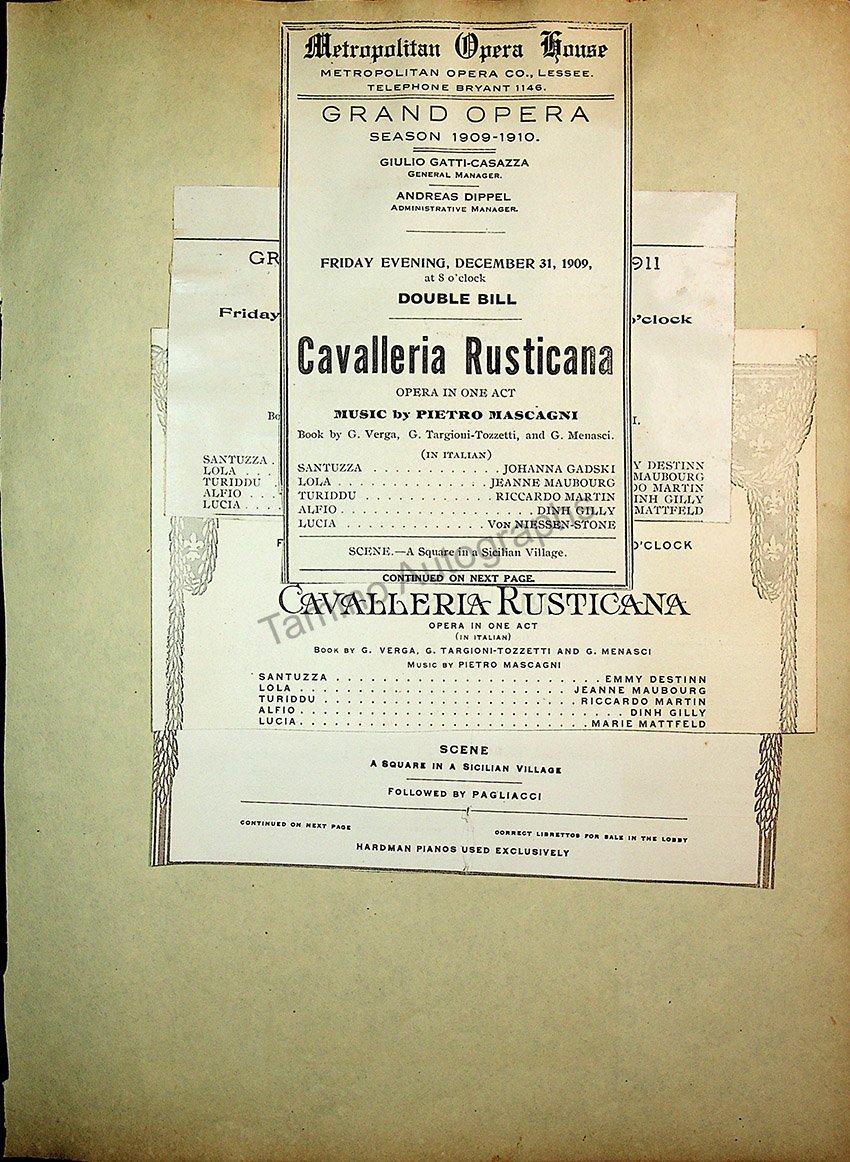 Metropolitan Opera House
METROPOLITAN OPERA CO., LESSEE.
TELEPHONE BRYANT 1146.
GRAND OPERA
SEASON 1909-1910.
GIULIO GATTI-CASAZZA
GENERAL MANAGER.
ANDREAS DIPPEL
ADMINISTRATIVE MANAGER.
FRIDAY EVENING, DECEMBER 31, 1909,
at 8 o'clock
DOUBLE BILL
Cavalleria Rusticana
OPERA IN ONE ACT
MUSIC by PIETRO MASCAGNI
Book by G. Verga, G. Targioni-Tozzetti, and G. Menasci.
(IN ITALIAN)
SANTUZZA . . . . . . . . . . . . . JOHANNA GADSKI
LOLA . . . . . . . . . . . . . . . JEANNE MAUBOURG
TURIDDU . . . . . . . . . . . . . RICCARDO MARTIN
ALFIO . . . . . . . . . . . . . . . . . DINH GILLY
LUCIA . . . . . . . . . . . . . . VON NIESSEN-STONE
SCENE.—A Square in a Sicilian Village.
CONTINUED ON NEXT PAGE.
GR
911
Friday
o'clock
Bo
I.
SANTUZZA .
Y DESTINN
LOLA . . .
MAUBOURG
TURIDDU . .
DO MARTIN
ALFIO . . .
INH GILLY
LUCIA . . .
MATTFELD
F
O'CLOCK
CAVALLERIA RUSTICANA
OPERA IN ONE ACT
(IN ITALIAN)
BOOK BY G. VERGA, G. TARGIONI-TOZZETTI AND G. MENASCI
MUSIC BY PIETRO MASCAGNI
SANTUZZA . . . . . . . . . . . . . . . . . . . . . . . EMMY DESTINN
LOLA . . . . . . . . . . . . . . . . . . . . . . . JEANNE MAUBOURG
TURIDDU . . . . . . . . . . . . . . . . . . . . . RICCARDO MARTIN
ALFIO . . . . . . . . . . . . . . . . . . . . . . . . . . . DINH GILLY
LUCIA . . . . . . . . . . . . . . . . . . . . . . . . MARIE MATTFELD
SCENE
A SQUARE IN A SICILIAN VILLAGE
FOLLOWED BY PAGLIACCI
CONTINUED ON NEXT PAGE
CORRECT LIBRETTOS FOR SALE IN THE LOBBY
HARDMAN PIANOS USED EXCLUSIVELY
Tamino Autographs